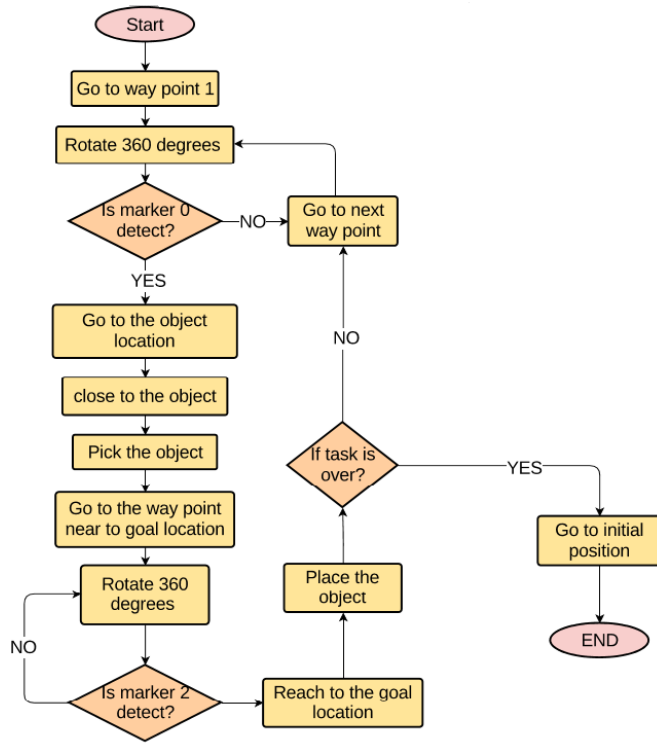 Start
Go to way point 1
Rotate 360 degrees
Is marker 0
detect?
NO
Go to next
way point
YES
Go to the object
location
close to the object
Pick the object
Go to the way point
near to goal location
Rotate 360
degrees
NO
Is marker 2
detect?
Reach to the goal
location
Place the
object
If task is
over?
NO
YES
Go to initial
position
END